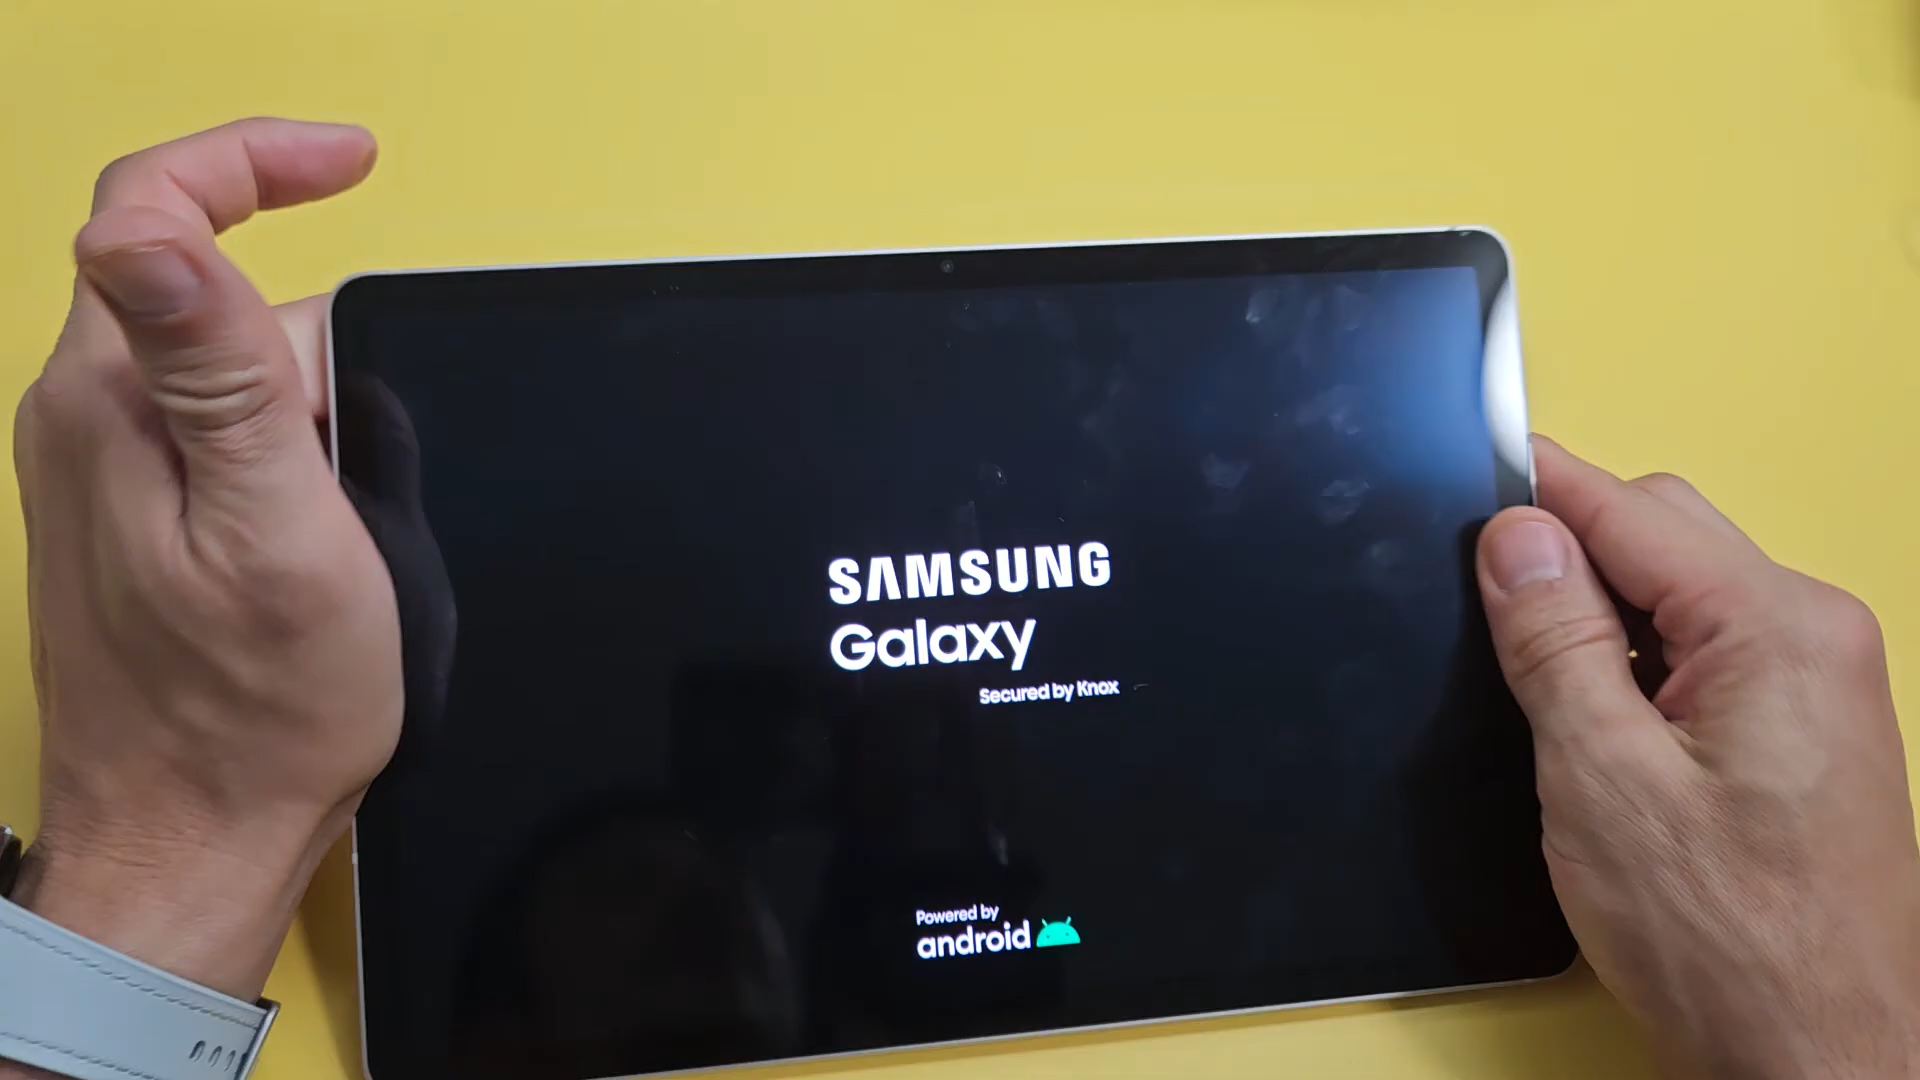 SAMSUNG
Galaxy
Secured by Knox
Powered by
android